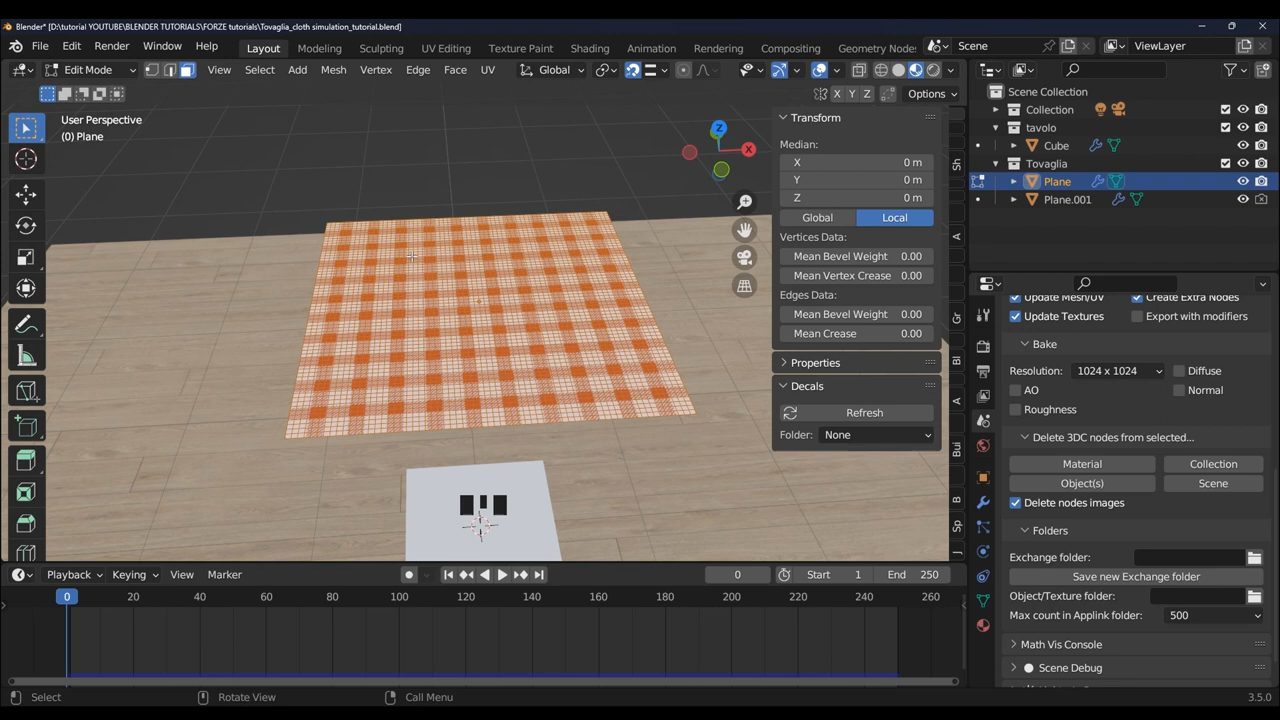 Blender* [D:\tutorial YOUTUBE\BLENDER TUTORIALS\FORZE tutorials\Tovaglia_cloth simulation_tutorial.blend]
File Edit Render Window Help Layout Modeling Sculpting UV Editing Texture Paint Shading Animation Rendering Compositing Geometry Node: Scene ViewLayer
Edit Mode View Select Add Mesh Vertex Edge Face UV Global
X Y Z Options
User Perspective
(0) Plane
Z
X
Transform
Median:
X 0 m
Y 0 m
Z 0 m
Global Local
Vertices Data:
Mean Bevel Weight 0.00
Mean Vertex Crease 0.00
Edges Data:
Mean Bevel Weight 0.00
Mean Crease 0.00
Properties
Decals
Refresh
Folder: None
Sh
A
Gr
Bl
A
Bui
B
Sp
J
Scene Collection
Collection
tavolo
Cube
Tovaglia
Plane
Plane.001
Update Mesh/UV Create Extra Nodes
Update Textures Export with modifiers
Bake
Resolution: 1024 x 1024 Diffuse
AO Normal
Roughness
Delete 3DC nodes from selected...
Material Collection
Object(s) Scene
Delete nodes images
Folders
Exchange folder:
Save new Exchange folder
Object/Texture folder:
Max count in Applink folder: 500
Math Vis Console
Scene Debug
Playback Keying View Marker 0 Start 1 End 250
0 20 40 60 80 100 120 140 160 180 200 220 240 260
Select Rotate View Call Menu 3.5.0